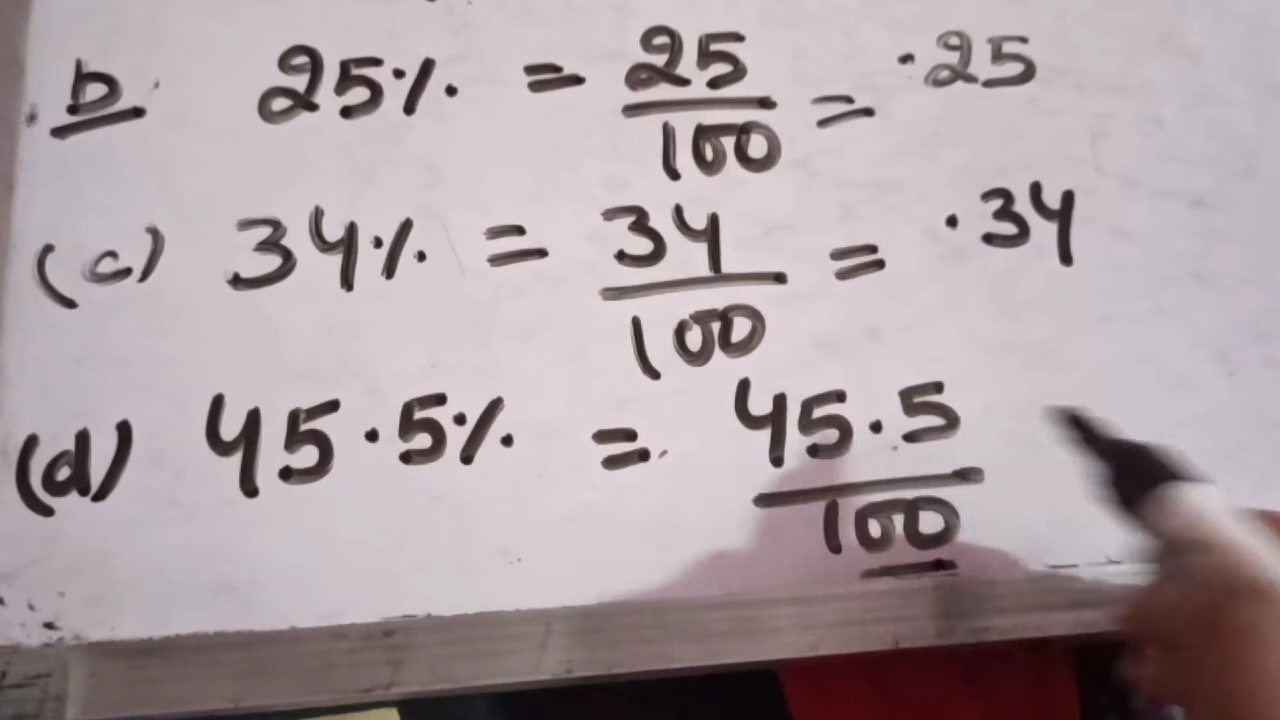 b 25% = 25/100 = .25
(c) 34% = 34/100 = .34
(d) 45.5% = 45.5/100